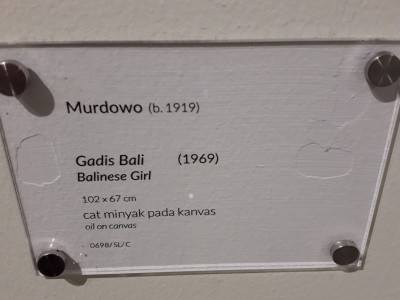 Murdowo (b. 1919)
Gadis Bali (1969)
Balinese Girl
102 x 67 cm
cat minyak pada kanvas
oil on canvas
0698/SL/C